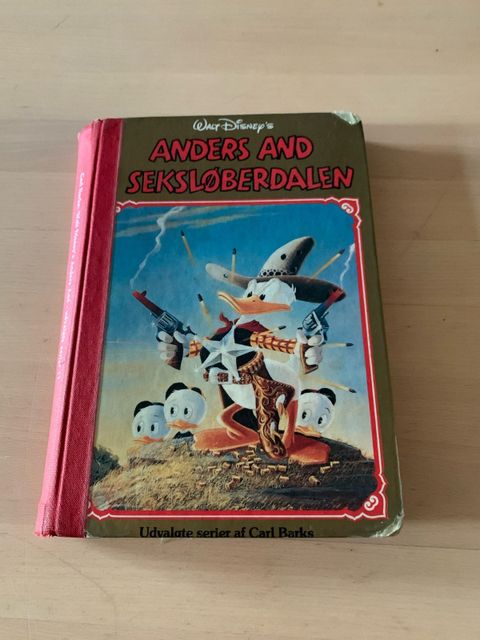 WALT DISNEY'S
ANDERS AND
SEKSLØBERDALEN
Udvalgte serier af Carl Barks